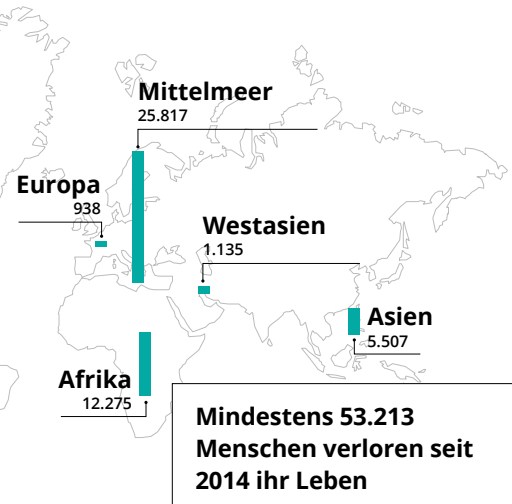 Mittelmeer
25.817
Europa
938
Westasien
1.135
Asien
5.507
Afrika
12.275
Mindestens 53.213
Menschen verloren seit
2014 ihr Leben